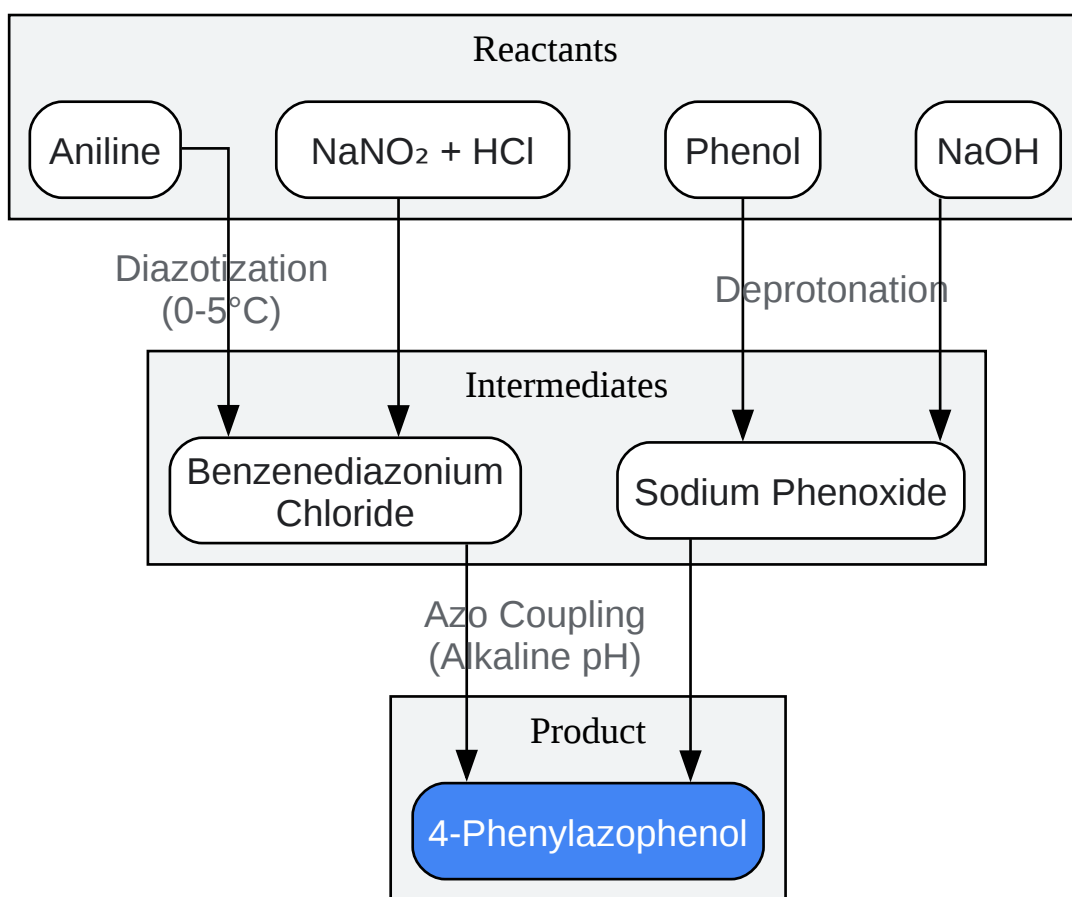 Reactants
Aniline
NaNO₂ + HCl
Phenol
NaOH
Diazotization
(0-5°C)
Deprotonation
Intermediates
Benzenediazonium
Chloride
Sodium Phenoxide
Azo Coupling
(Alkaline pH)
Product
4-Phenylazophenol